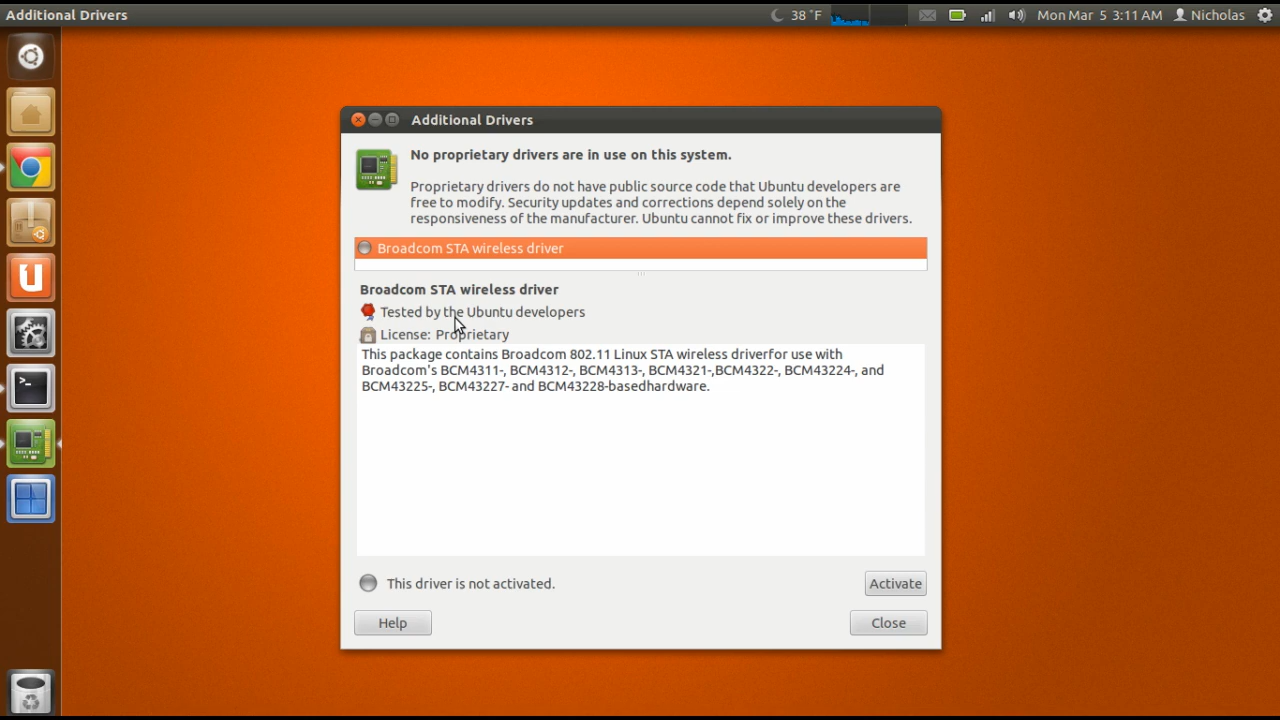 Additional Drivers
38 °F
Mon Mar 5 3:11 AM
Nicholas
Additional Drivers
No proprietary drivers are in use on this system.
Proprietary drivers do not have public source code that Ubuntu developers are
free to modify. Security updates and corrections depend solely on the
responsiveness of the manufacturer. Ubuntu cannot fix or improve these drivers.
Broadcom STA wireless driver
Broadcom STA wireless driver
Tested by the Ubuntu developers
License: Proprietary
This package contains Broadcom 802.11 Linux STA wireless driverfor use with
Broadcom's BCM4311-, BCM4312-, BCM4313-, BCM4321-,BCM4322-, BCM43224-, and
BCM43225-, BCM43227- and BCM43228-basedhardware.
This driver is not activated.
Activate
Help
Close